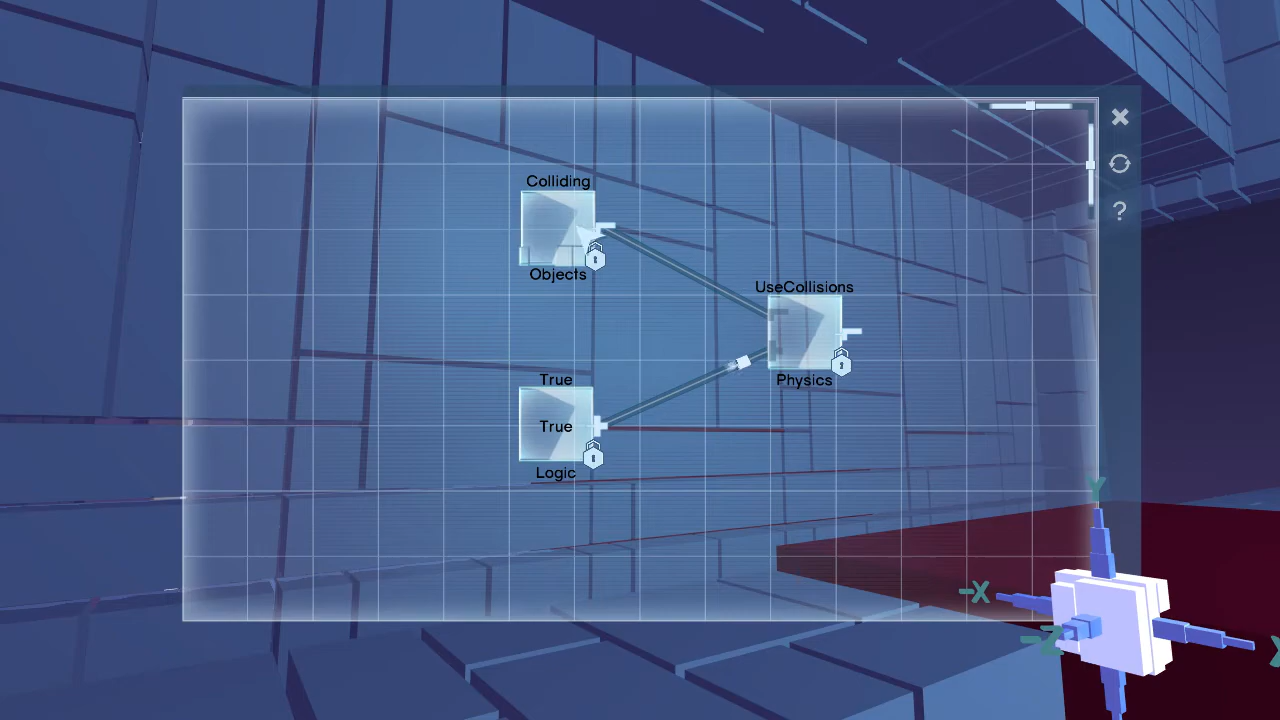 Colliding
Objects
UseCollisions
Physics
True
True
Logic
?
Y
-X
-Z
X